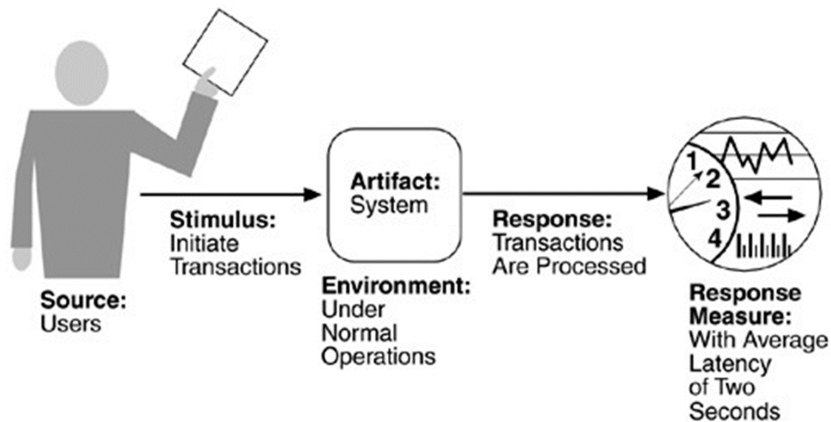 Source:
Users
Stimulus:
Initiate
Transactions
Artifact:
System
Environment:
Under
Normal
Operations
Response:
Transactions
Are Processed
1
2
3
4
Response
Measure:
With Average
Latency
of Two
Seconds